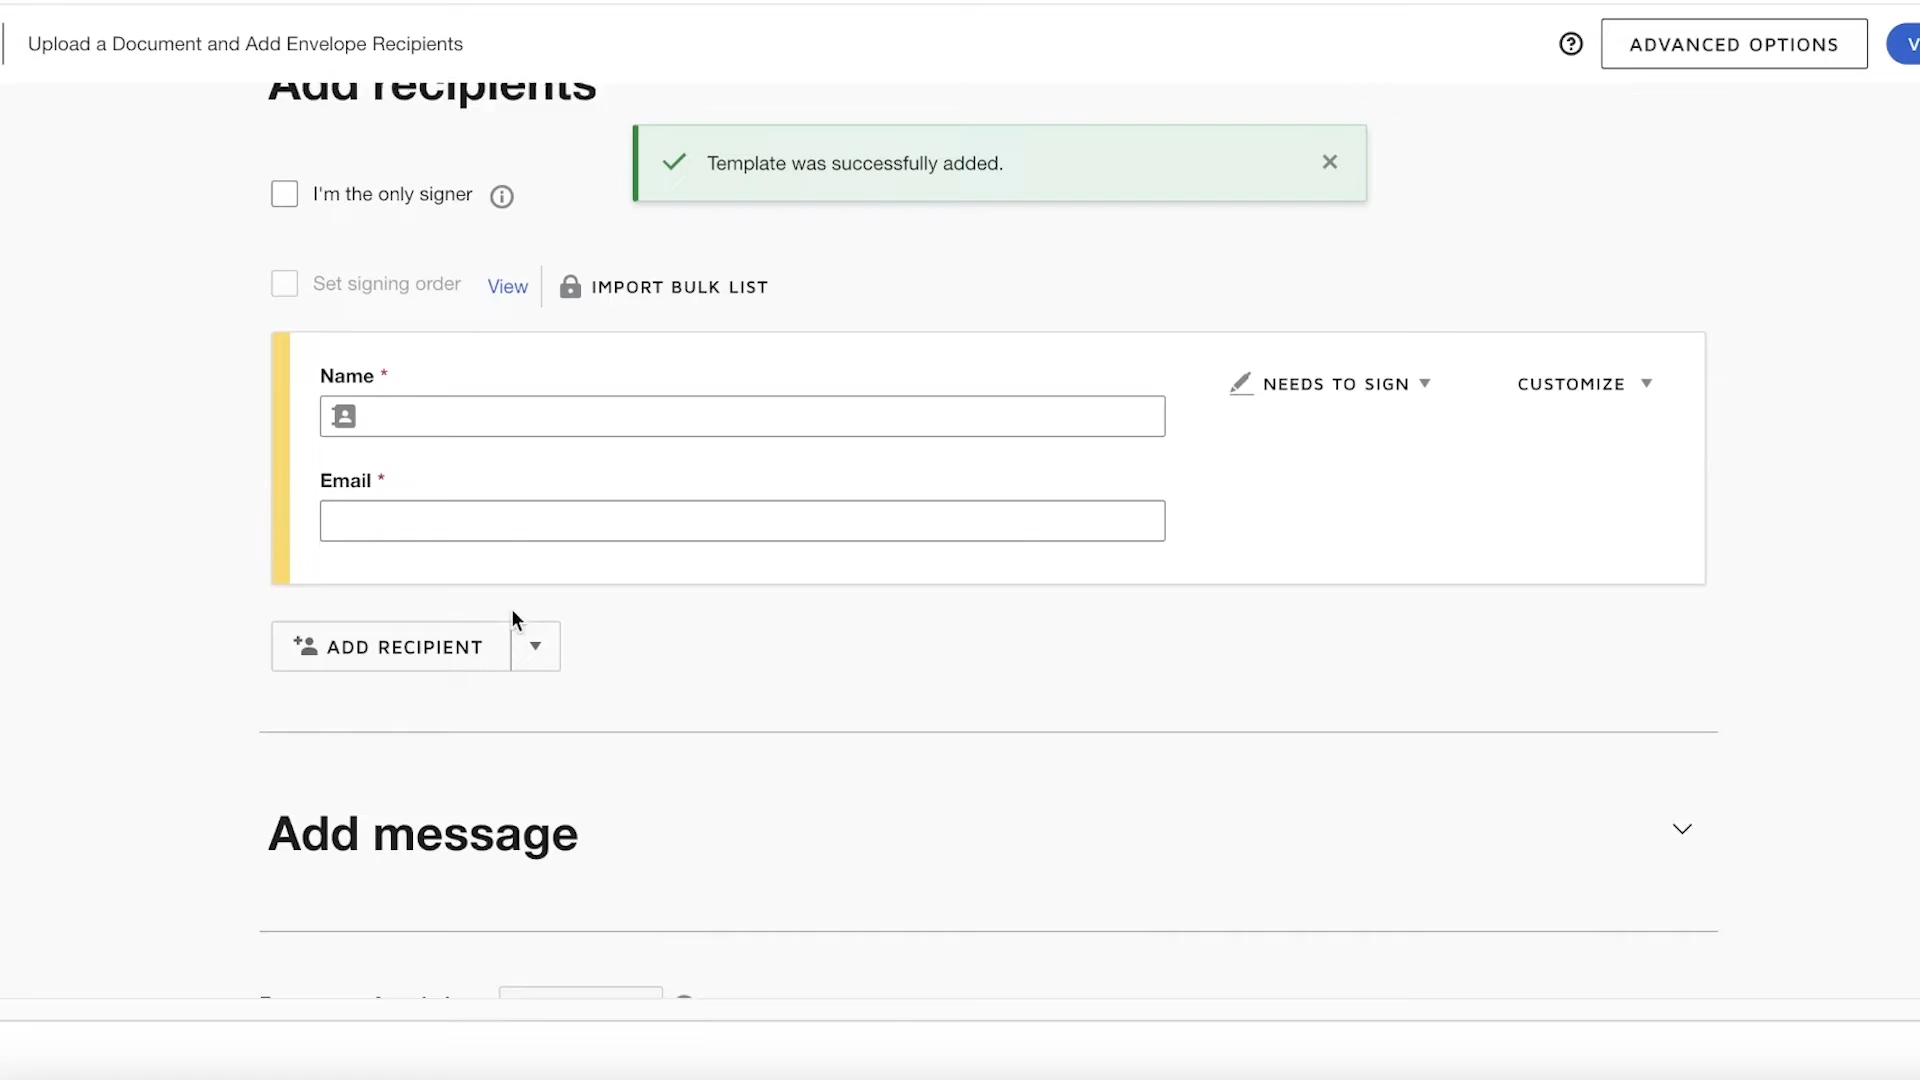 Upload a Document and Add Envelope Recipients
ADVANCED OPTIONS
V
Add recipients
Template was successfully added.
I'm the only signer
Set signing order View IMPORT BULK LIST
Name *
NEEDS TO SIGN
CUSTOMIZE
Email *
ADD RECIPIENT
Add message